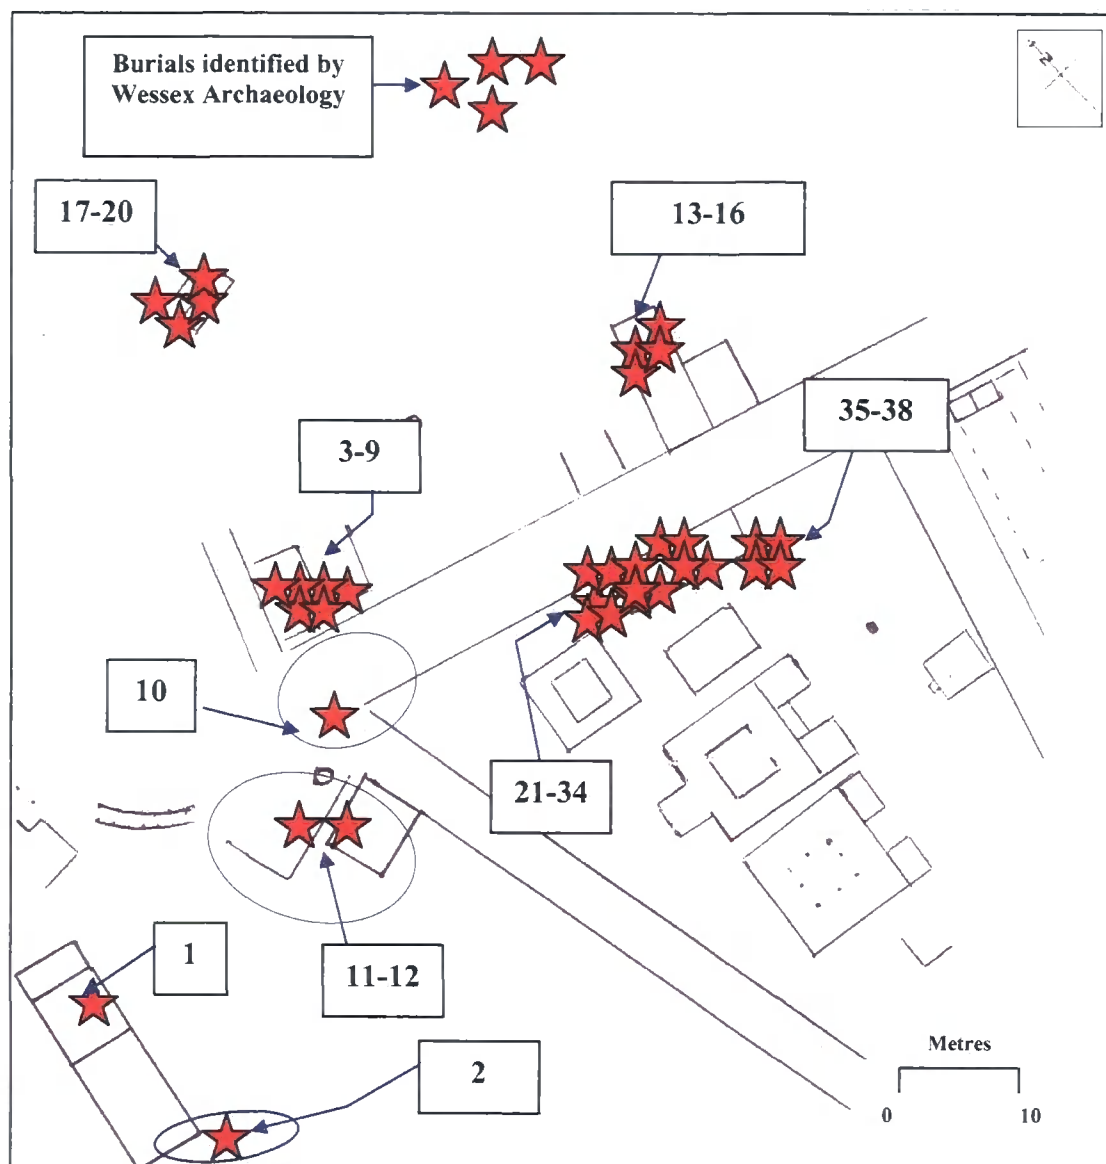 Burials identified by
Wessex Archaeology
N
17-20
13-16
35-38
3-9
10
21-34
1
11-12
2
Metres
0 10